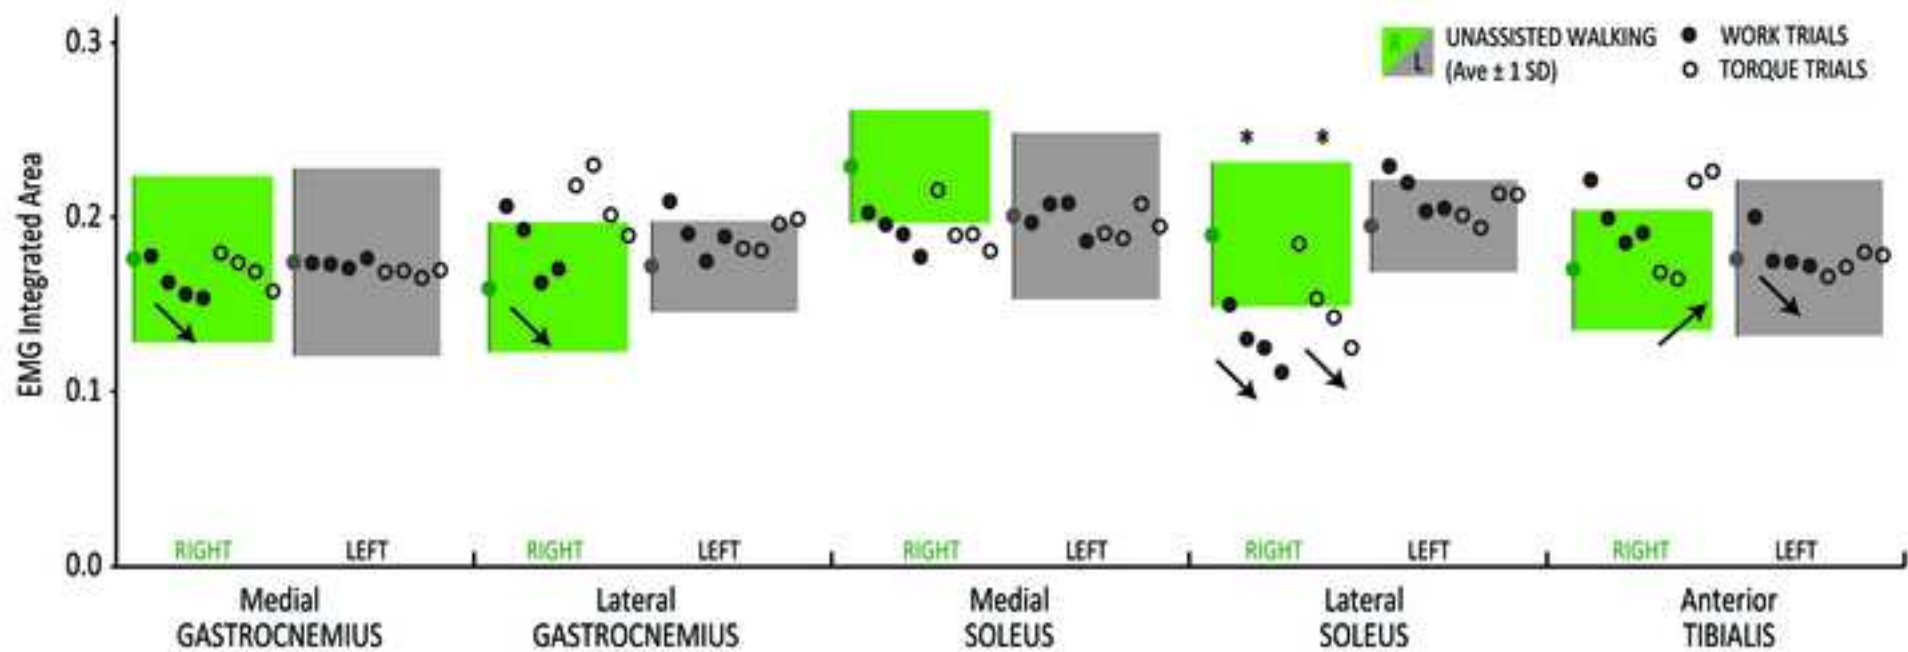 0.3
0.2
0.1
0.0
EMG Integrated Area
R
L
UNASSISTED WALKING
(Ave ± 1 SD)
WORK TRIALS
TORQUE TRIALS
* *
RIGHT LEFT RIGHT LEFT RIGHT LEFT RIGHT LEFT RIGHT LEFT
Medial Lateral Medial Lateral Anterior
GASTROCNEMIUS GASTROCNEMIUS SOLEUS SOLEUS TIBIALIS